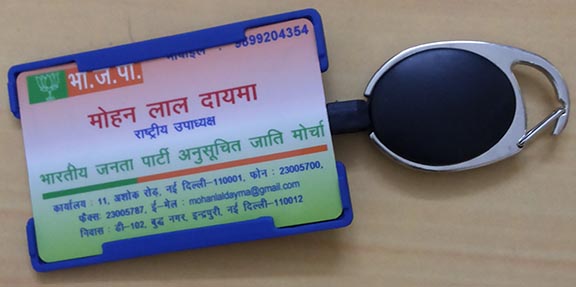 मोबाईल : 9899204354
भा.ज.पा.
मोहन लाल दायमा
राष्ट्रीय उपाध्यक्ष
भारतीय जनता पार्टी अनुसूचित जाति मोर्चा
कार्यालय : 11, अशोक रोड़, नई दिल्ली–110001, फोन : 23005700,
फैक्स: 23005787, ई–मेल : mohanlaldayma@gmail.com
निवास : डी–102, बुद्ध नगर, इन्द्रपुरी, नई दिल्ली–110012